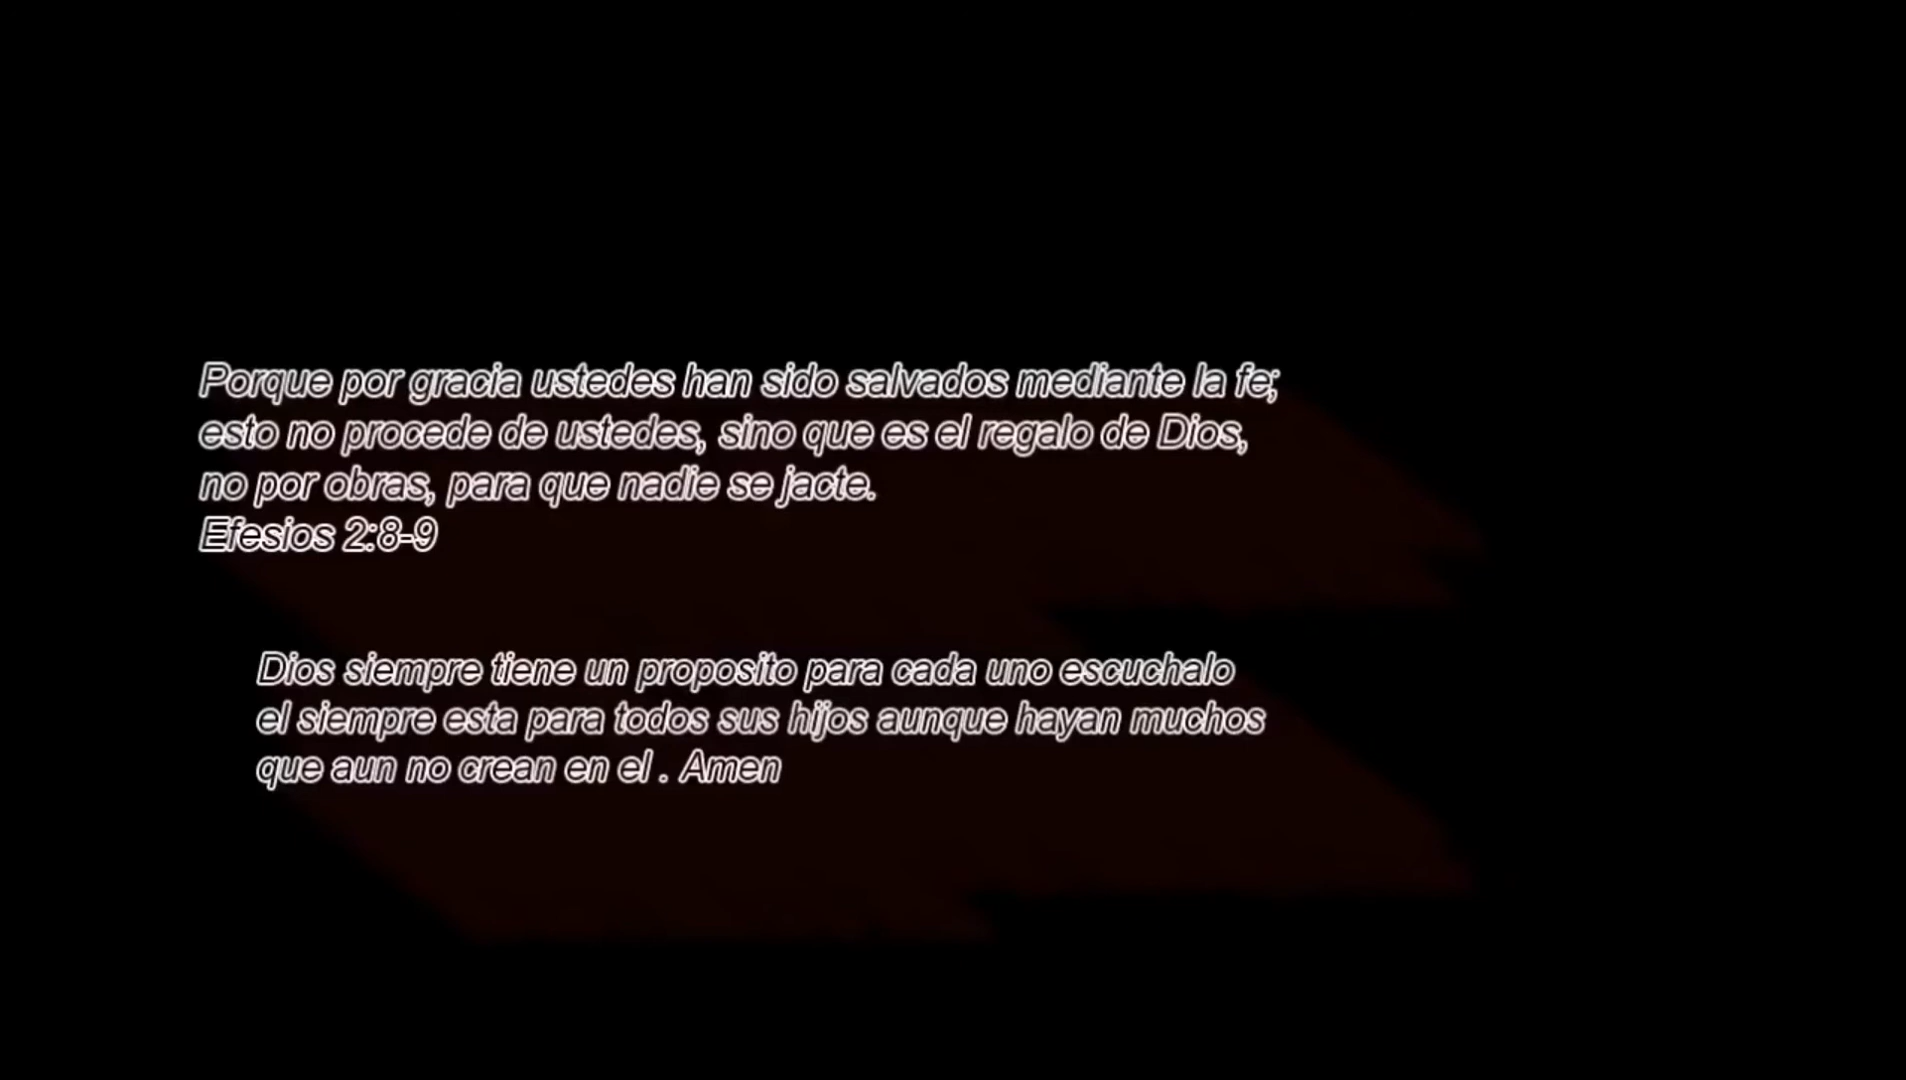 Porque por gracia ustedes han sido salvados mediante la fe;
esto no procede de ustedes, sino que es el regalo de Dios,
no por obras, para que nadie se jacte.
Efesios 2:8-9
Dios siempre tiene un proposito para cada uno escuchalo
el siempre esta para todos sus hijos aunque hayan muchos
que aun no crean en el . Amen